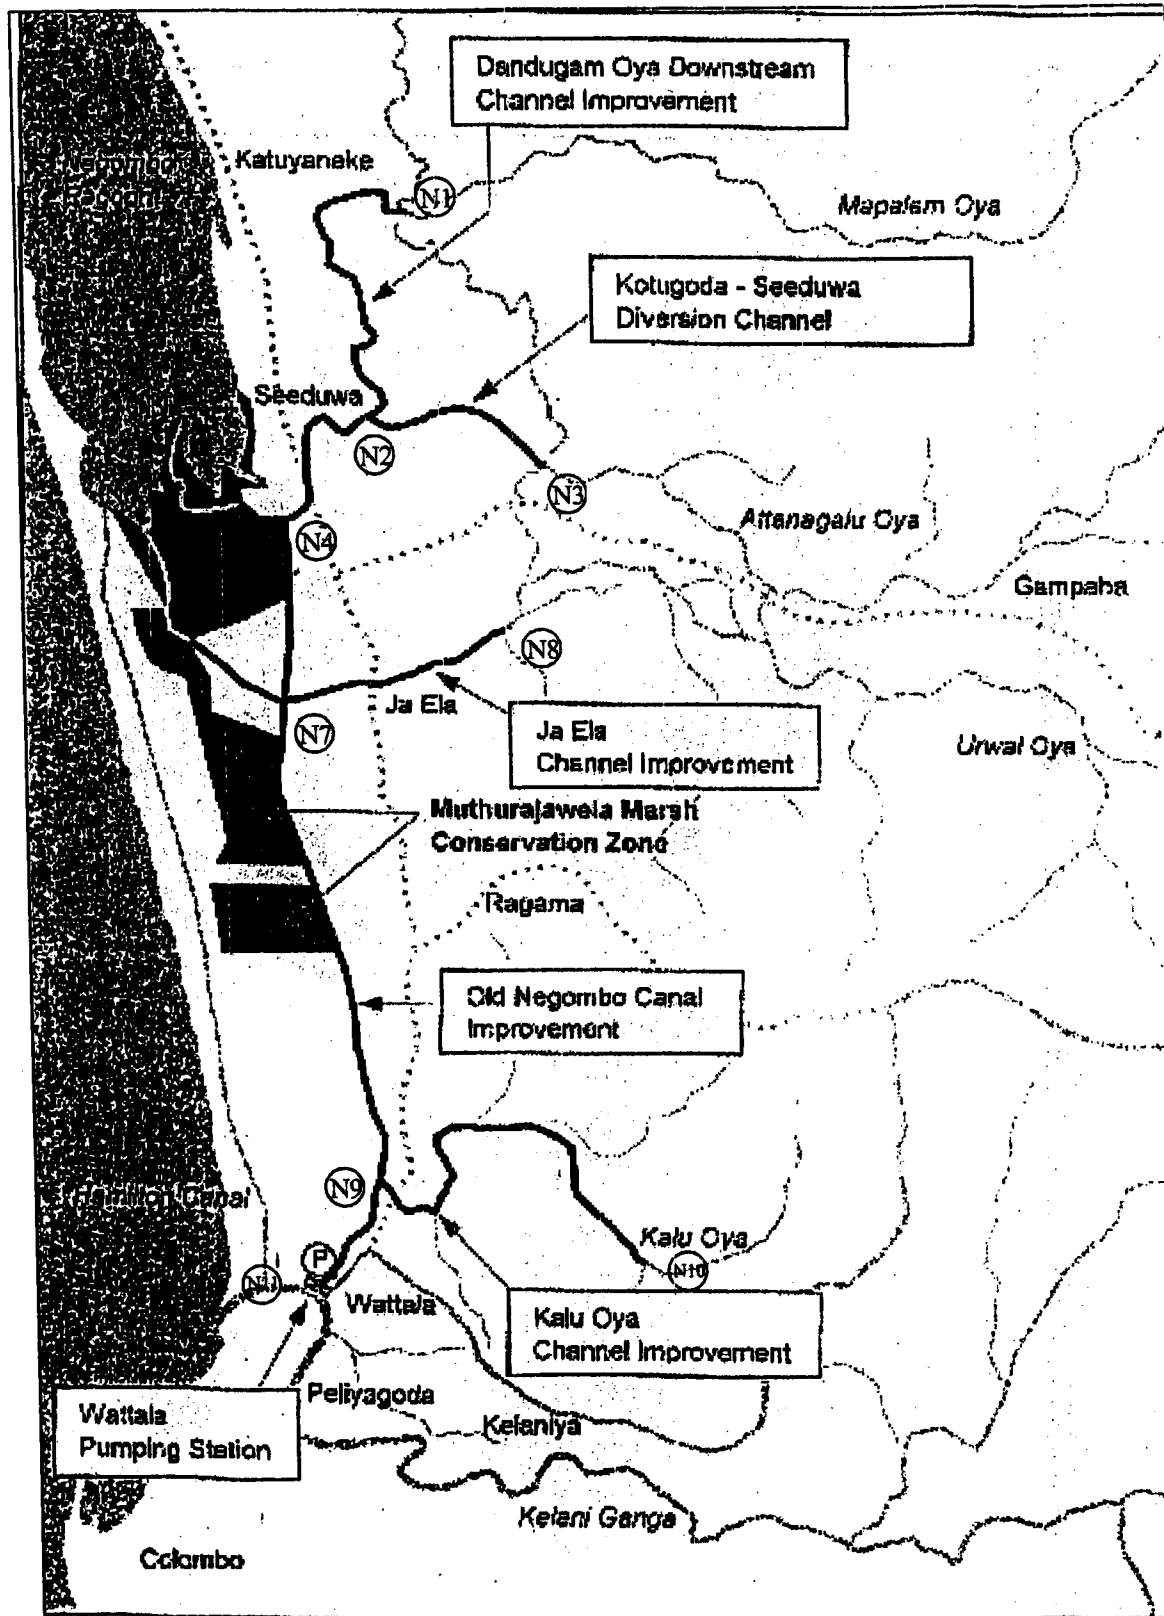 Dandugam Oya Downstream
Channel Improvement
Katuyaneke
N1
Mapalam Oya
Negombo
Lagoon
Kotugoda - Seeduwa
Diversion Channel
Seeduwa
N2
N3
Attanagalu Oya
N4
Gampaha
N8
Ja Ela
N7
Ja Ela
Channel Improvement
Urwal Oya
Muthurajawela Marsh
Conservation Zone
Ragama
Old Negombo Canal
Improvement
N9
Hamilton Canal
Kalu Oya
N10
P
N11
Wattala
Kalu Oya
Channel Improvement
Peliyagoda
Wattala
Pumping Station
Kelaniya
Kelani Ganga
Colombo